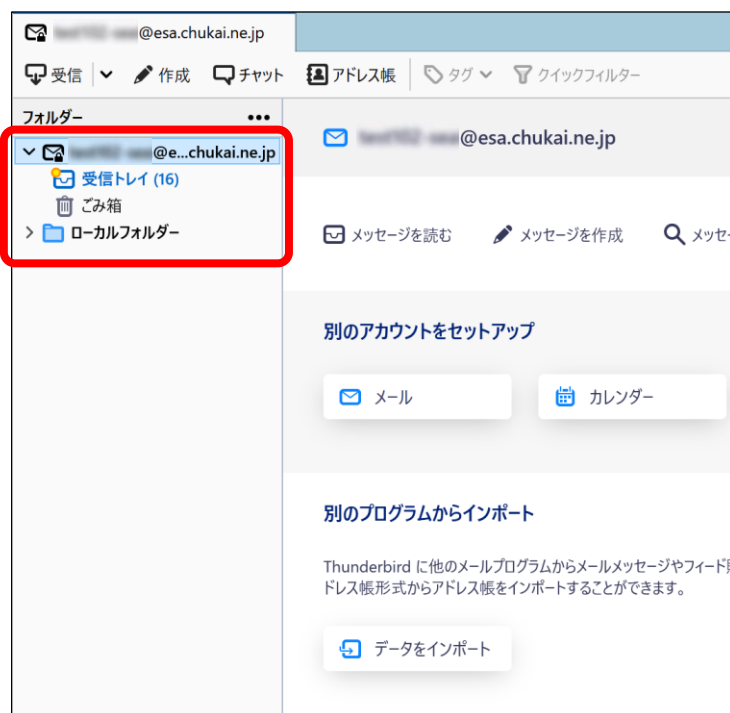 @esa.chukai.ne.jp
受信 作成 チャット アドレス帳 タグ クイックフィルター
フォルダー
@e...chukai.ne.jp
受信トレイ (16)
ごみ箱
ローカルフォルダー
@esa.chukai.ne.jp
メッセージを読む メッセージを作成 メッセ
別のアカウントをセットアップ
メール カレンダー
別のプログラムからインポート
Thunderbird に他のメールプログラムからメールメッセージやフィード
ドレス帳形式からアドレス帳をインポートすることができます。
データをインポート